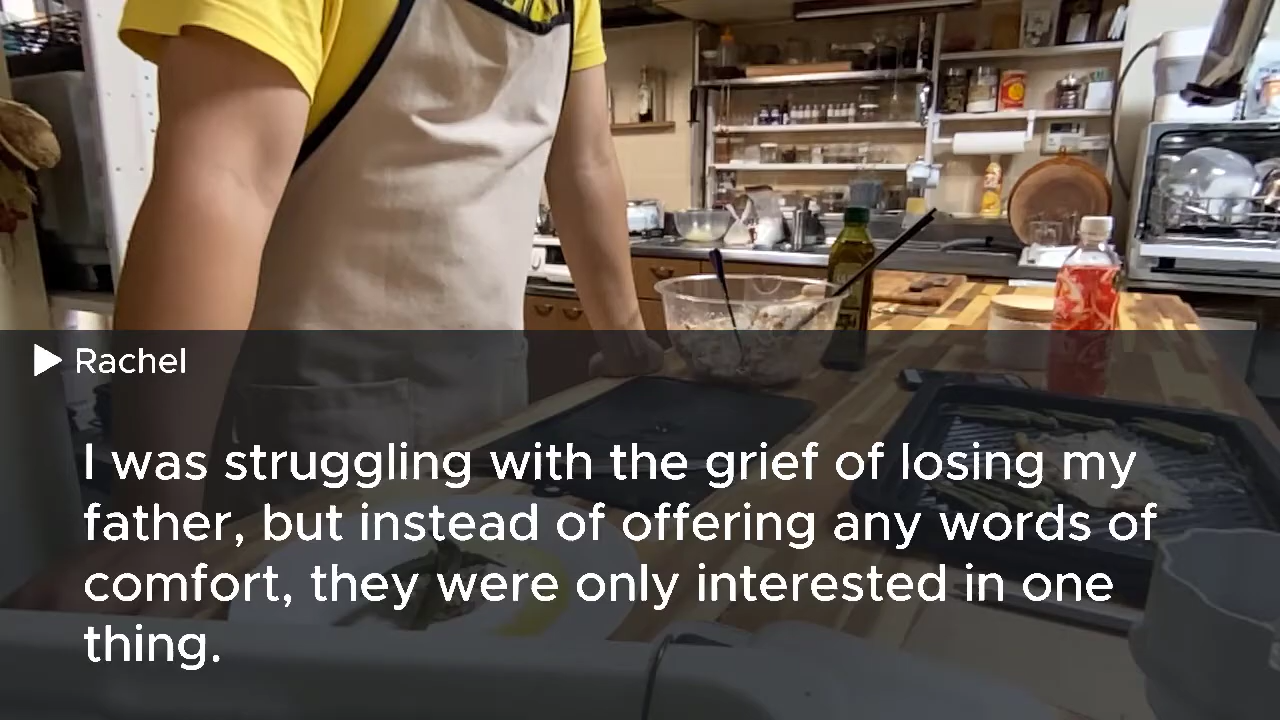 Rachel
I was struggling with the grief of losing my
father, but instead of offering any words of
comfort, they were only interested in one
thing.